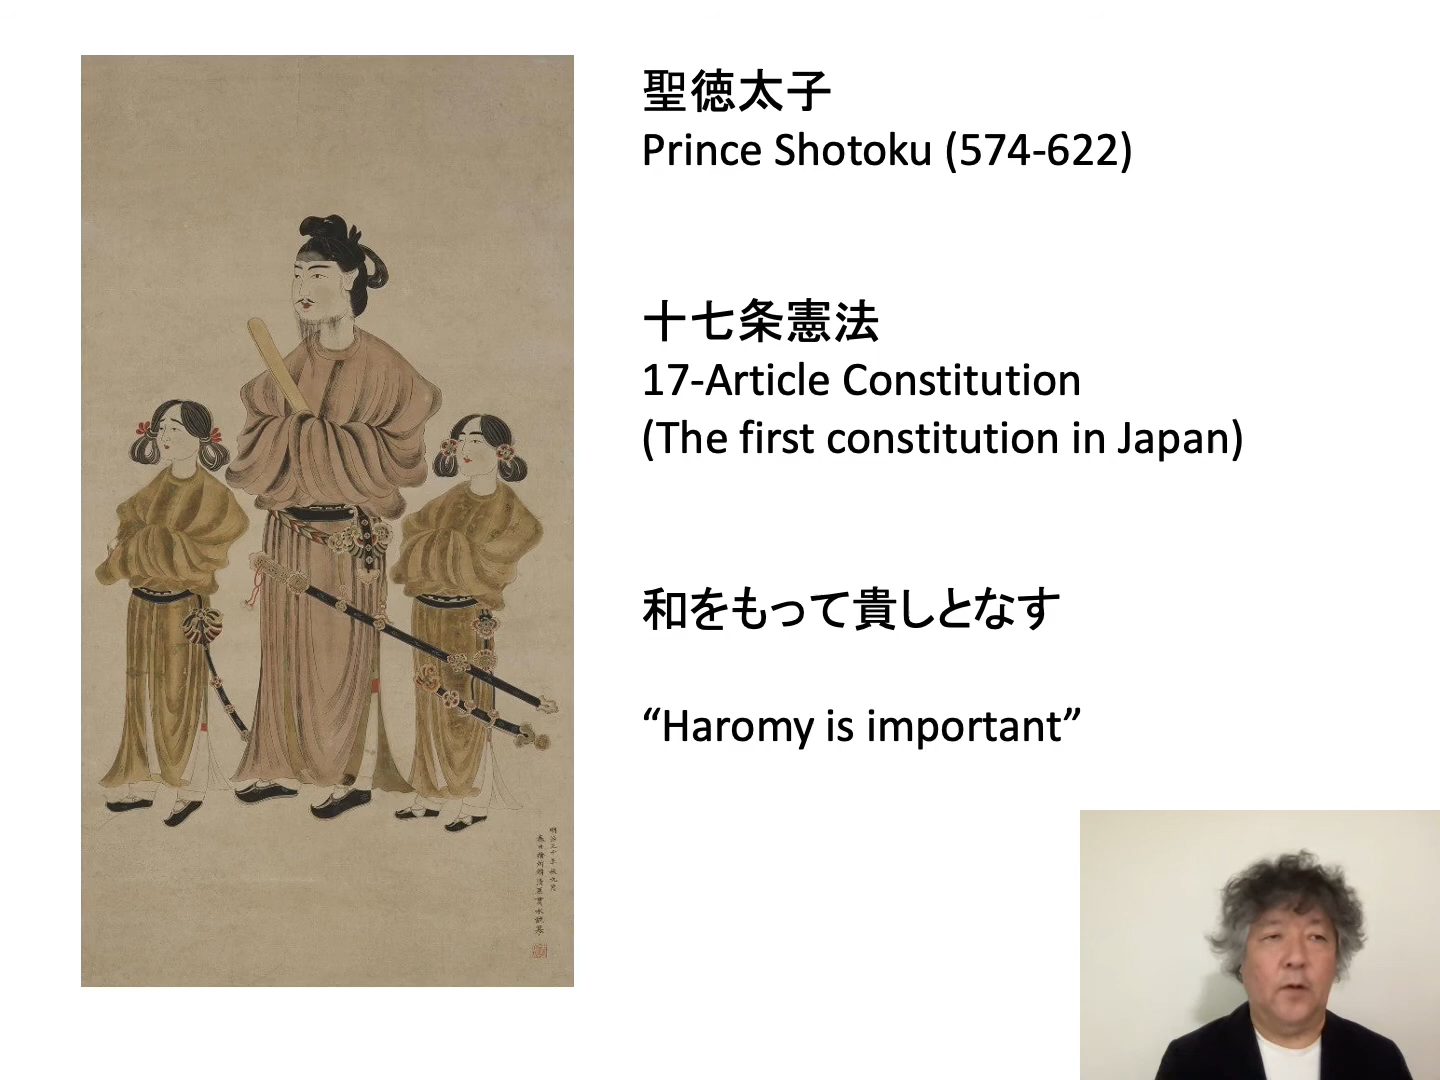 聖徳太子
Prince Shotoku (574-622)
十七条憲法
17-Article Constitution
(The first constitution in Japan)
和をもって貴しとなす
“Haromy is important”